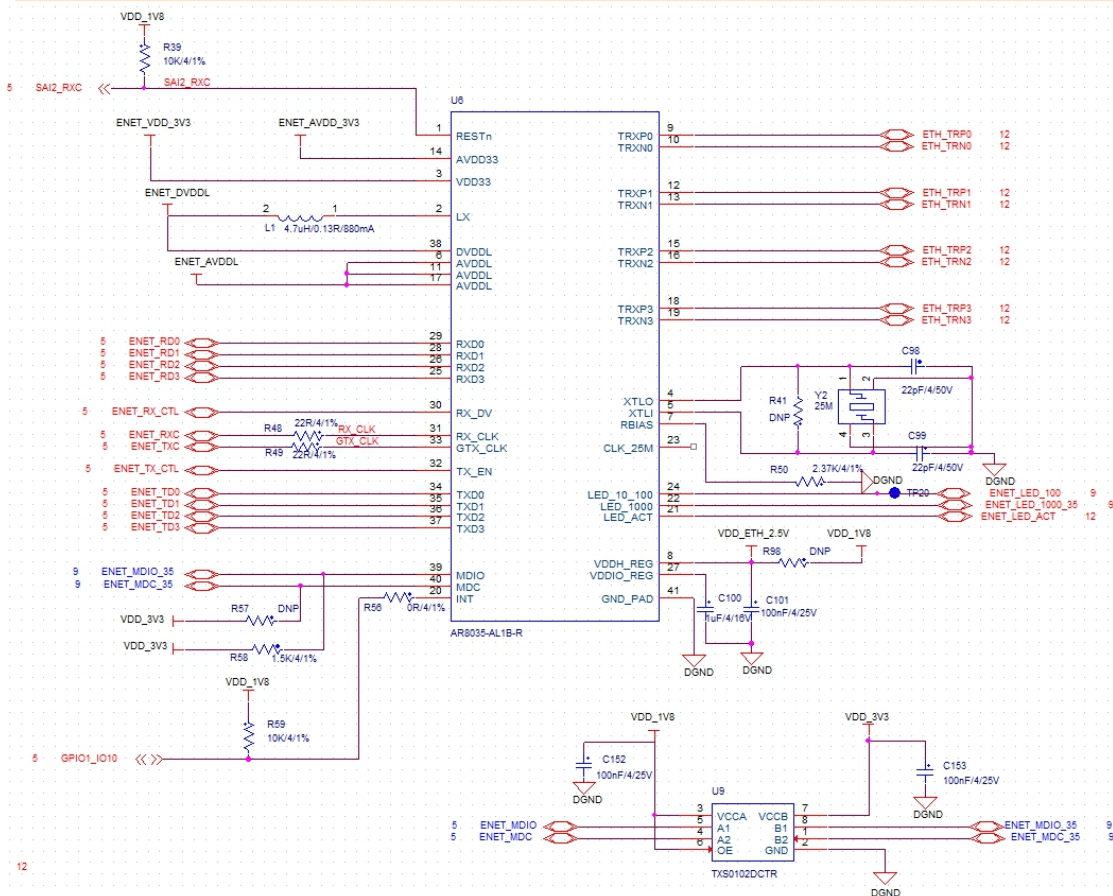 VDD_1V8
R39
10K/4/1%
5 SAI2_RXC SAI2_RXC
U6
ENET_VDD_3V3 ENET_AVDD_3V3
1 RESTn
14 AVDD33
3 VDD33
ENET_DVDDL
2 1 2 LX
L1 4.7uH/0.13R/880mA
38 DVDDL
6 AVDDL
ENET_AVDDL
11 AVDDL
17 AVDDL
5 ENET_RD0 29 RXD0
5 ENET_RD1 28 RXD1
5 ENET_RD2 26 RXD2
5 ENET_RD3 25 RXD3
5 ENET_RX_CTL 30 RX_DV
22R/4/1%
5 ENET_RXC R48 RX_CLK 31 RX_CLK
5 ENET_TXC R49 GTX_CLK 33 GTX_CLK
22R/4/1%
5 ENET_TX_CTL 32 TX_EN
5 ENET_TD0 34 TXD0
5 ENET_TD1 35 TXD1
5 ENET_TD2 36 TXD2
5 ENET_TD3 37 TXD3
9 ENET_MDIO_35 39 MDIO
9 ENET_MDC_35 40 MDC
R56 0R/4/1% 20 INT
R57 DNP
VDD_3V3
VDD_3V3
R58 1.5K/4/1%
VDD_1V8
R59
10K/4/1%
5 GPIO1_IO10
AR8035-AL1B-R
TRXP0 9 ETH_TRP0 12
TRXN0 10 ETH_TRN0 12
TRXP1 12 ETH_TRP1 12
TRXN1 13 ETH_TRN1 12
TRXP2 15 ETH_TRP2 12
TRXN2 16 ETH_TRN2 12
TRXP3 18 ETH_TRP3 12
TRXN3 19 ETH_TRN3 12
C98
22pF/4/50V
1 2
Y2
25M
4 3
R41
DNP
C99
22pF/4/50V
DGND
XTLO 4
XTLI 5
RBIAS 7
CLK_25M 23
R50 2.37K/4/1% DGND
LED_10_100 24 TP20 ENET_LED_100 9
LED_1000 22 ENET_LED_1000_35 9
LED_ACT 21 ENET_LED_ACT 12
VDD_ETH_2.5V VDD_1V8
R98 DNP
VDDH_REG 8
VDDIO_REG 27
C100
1uF/4/16V
C101
100nF/4/25V
GND_PAD 41
DGND DGND
VDD_1V8 VDD_3V3
C152
100nF/4/25V
DGND
C153
100nF/4/25V
DGND
U9
3 VCCA VCCB 7
5 ENET_MDIO 5 A1 B1 8 ENET_MDIO_35 9
5 ENET_MDC 4 A2 B2 1 ENET_MDC_35 9
6 OE GND 2
TXS0102DCTR
DGND
12